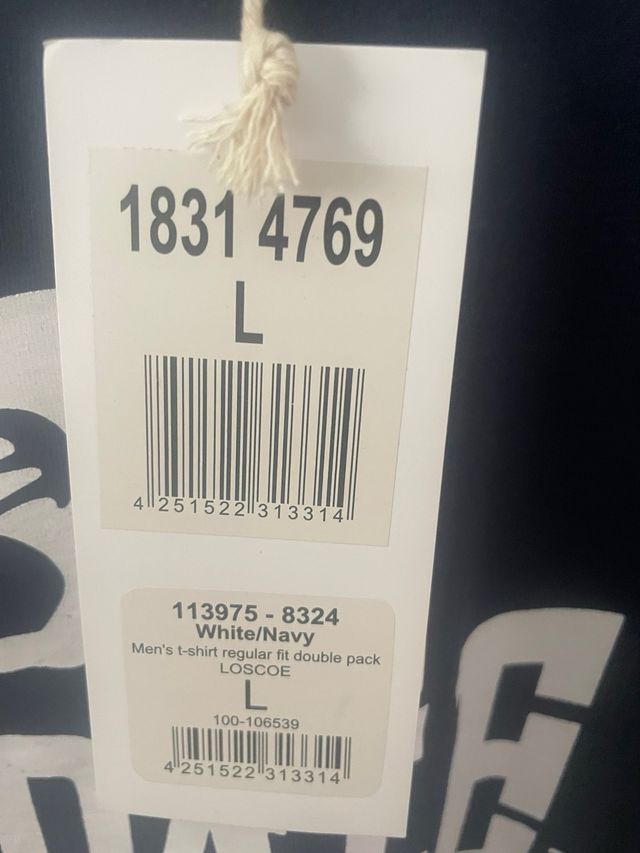 1831 4769
L
4 251522 313314
113975 - 8324
White/Navy
Men's t-shirt regular fit double pack
LOSCOE
L
100-106539
4 251522 313314